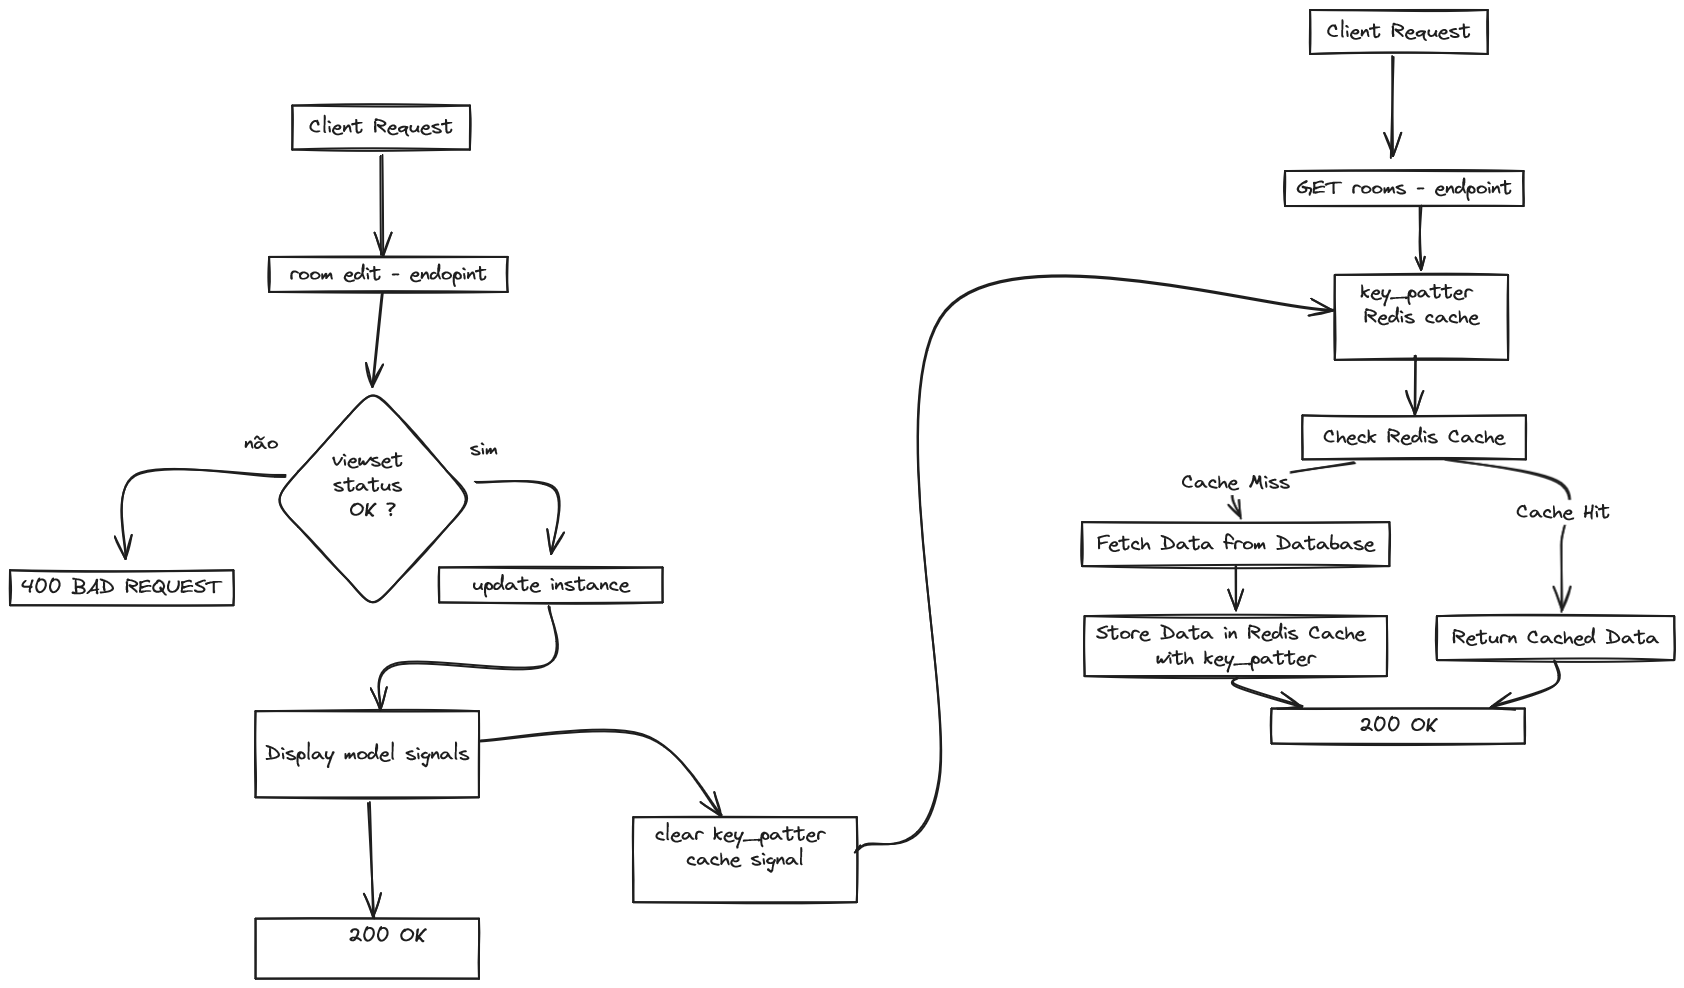 Client Request
room edit - endopint
não
sim
viewset
status
OK ?
400 BAD REQUEST
update instance
Display model signals
clear key_patter
cache signal
200 OK
Client Request
GET rooms - endpoint
key_patter
Redis cache
Check Redis Cache
Cache Miss
Cache Hit
Fetch Data from Database
Store Data in Redis Cache
with key_patter
Return Cached Data
200 OK